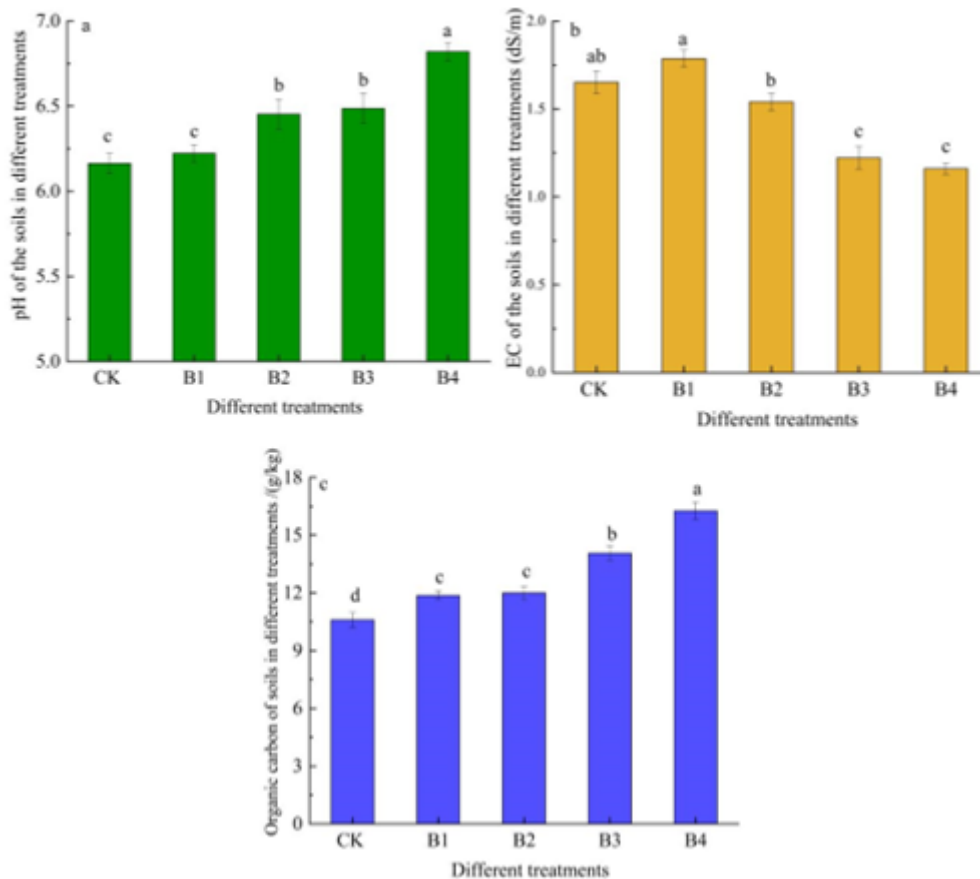 a
pH of the soils in different treatments
7.0
6.5
6.0
5.5
5.0
c
c
b
b
a
CK B1 B2 B3 B4
Different treatments
b
EC of the soils in different treatments (dS/m)
2.0
1.5
1.0
0.5
0.0
ab
a
b
c
c
CK B1 B2 B3 B4
Different treatments
c
Organic carbon of soils in different treatments /(g/kg)
18
15
12
9
6
3
0
d
c
c
b
a
CK B1 B2 B3 B4
Different treatments